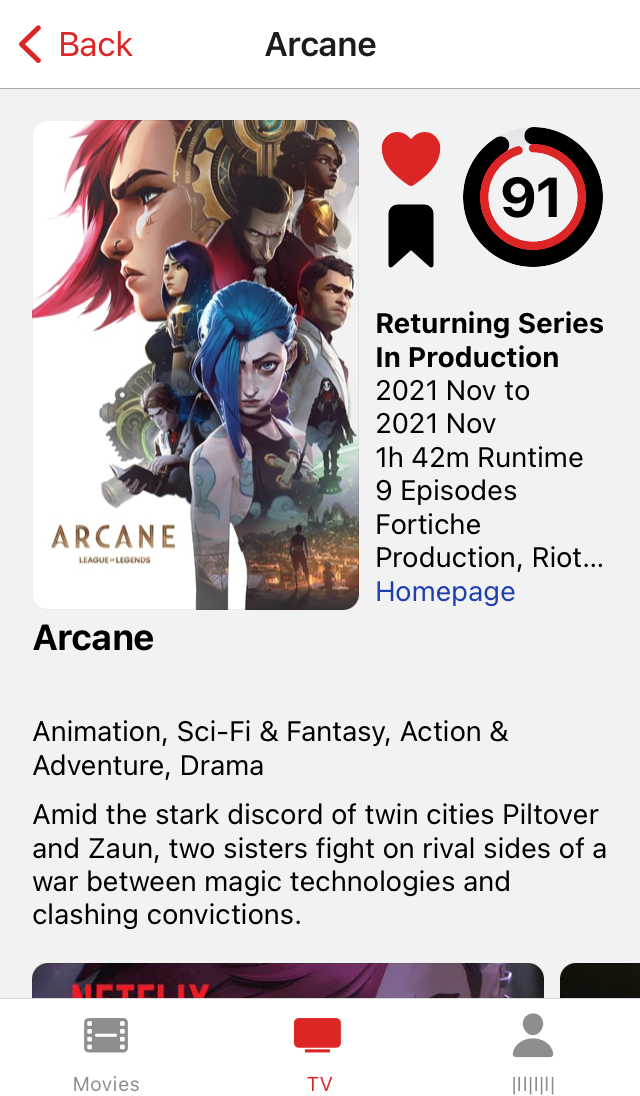 Back
Arcane
91
Returning Series
In Production
2021 Nov to
2021 Nov
1h 42m Runtime
9 Episodes
Fortiche
Production, Riot...
Homepage
ARCANE
LEAGUE OF LEGENDS
Arcane
Animation, Sci-Fi & Fantasy, Action &
Adventure, Drama
Amid the stark discord of twin cities Piltover
and Zaun, two sisters fight on rival sides of a
war between magic technologies and
clashing convictions.
NETFLIX
Movies
TV